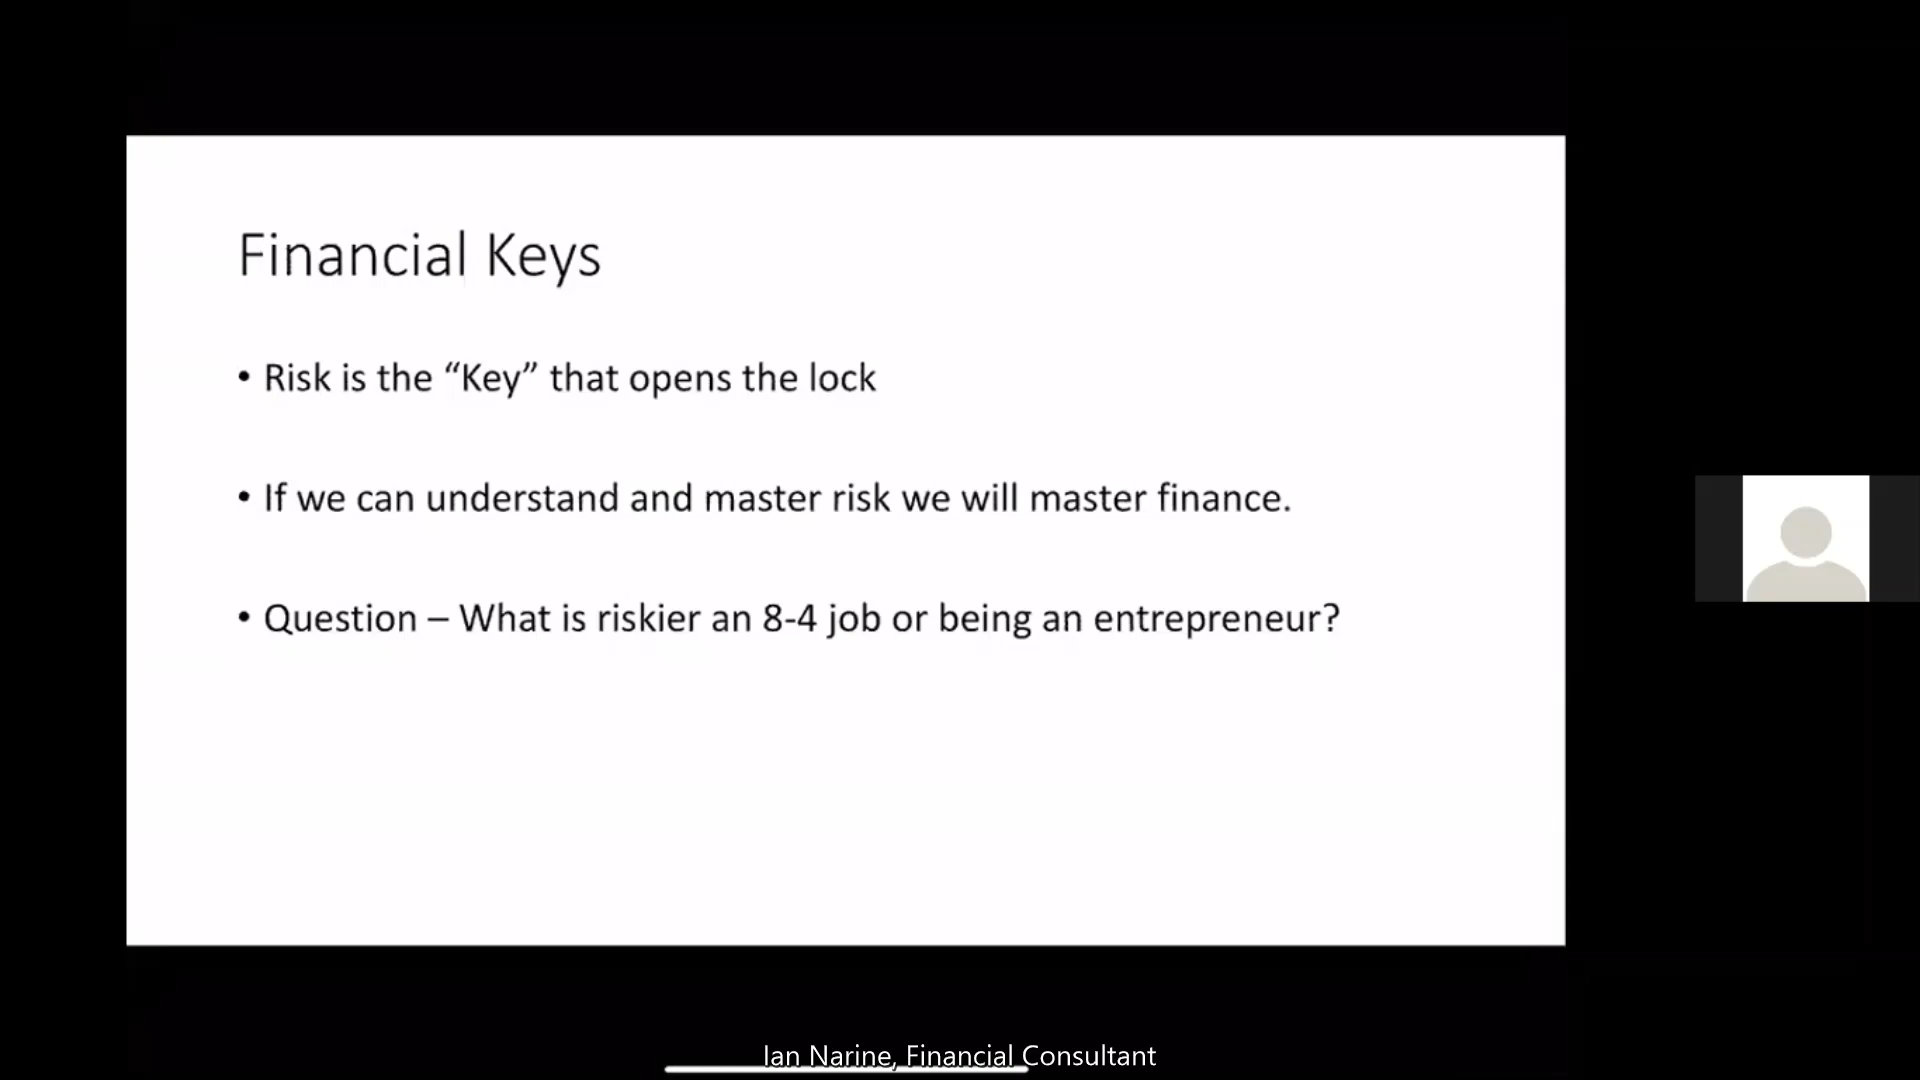 Financial Keys
• Risk is the “Key” that opens the lock
• If we can understand and master risk we will master finance.
• Question – What is riskier an 8-4 job or being an entrepreneur?
Ian Narine, Financial Consultant